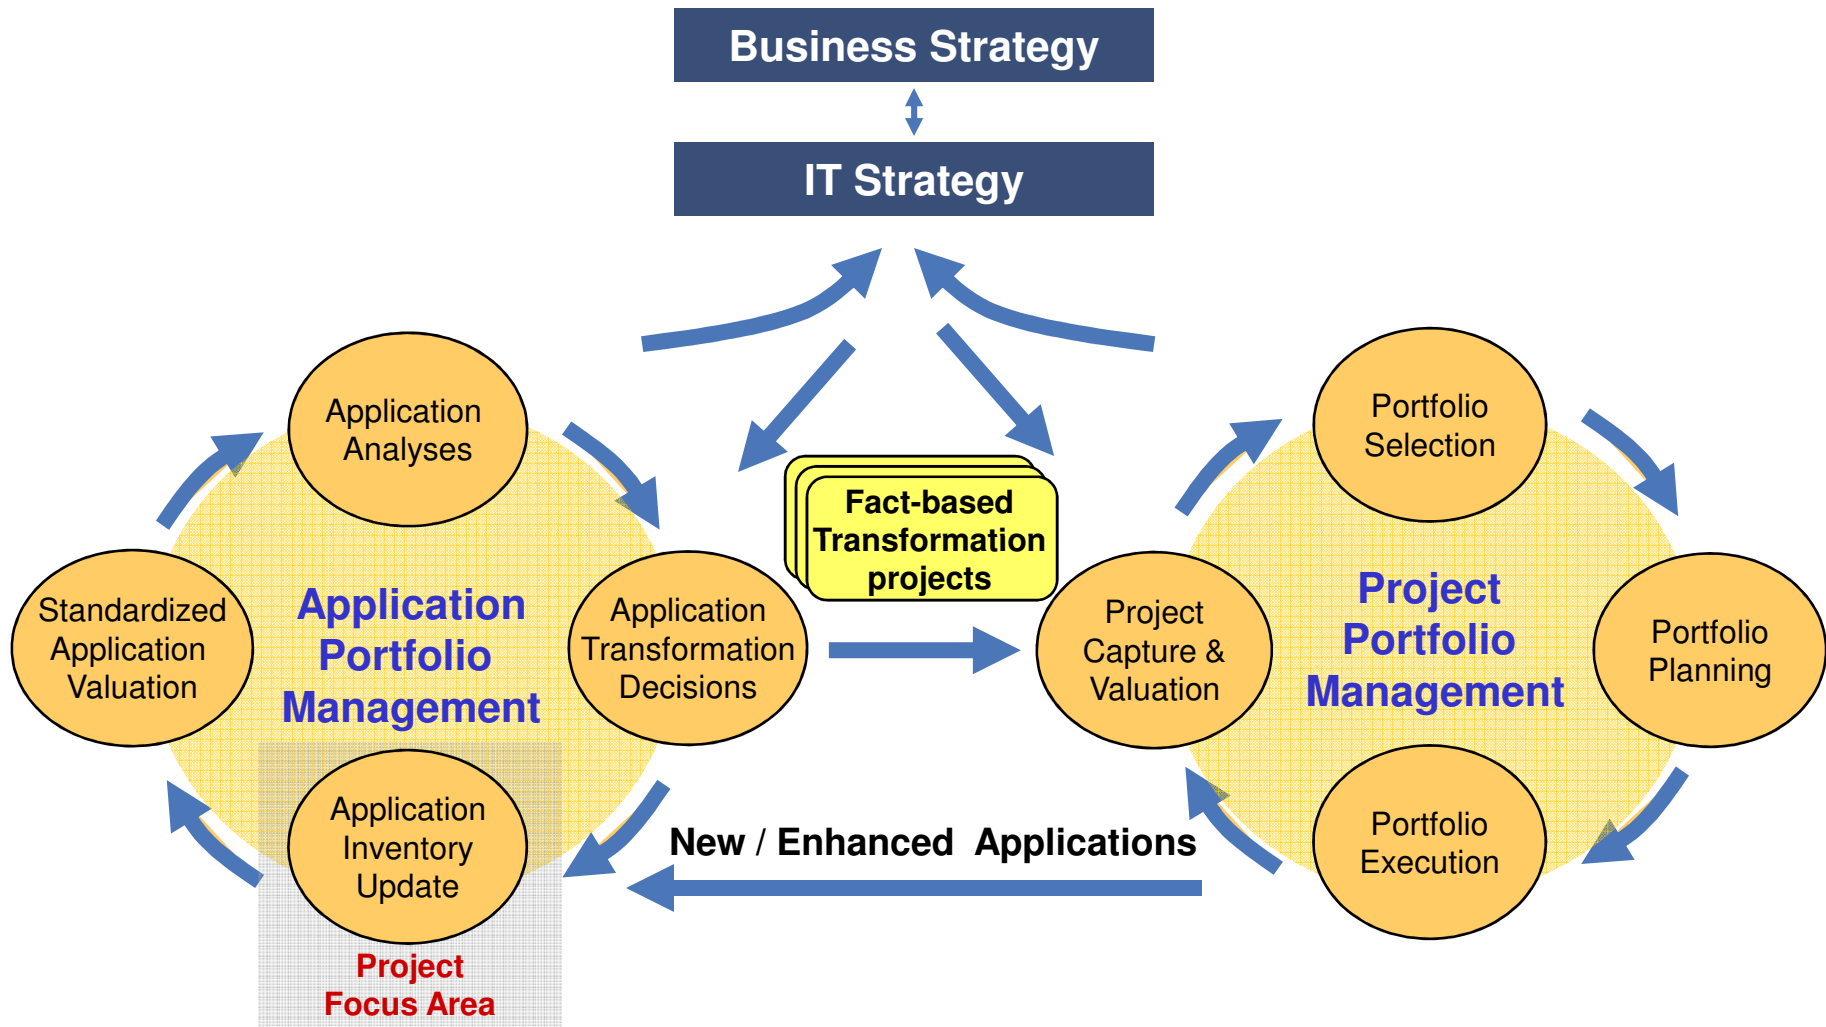 Business Strategy
IT Strategy
Application
Analyses
Portfolio
Selection
Fact-based
Transformation
projects
Standardized
Application
Valuation
Application
Portfolio
Management
Application
Transformation
Decisions
Project
Capture &
Valuation
Project
Portfolio
Management
Portfolio
Planning
Application
Inventory
Update
New / Enhanced  Applications
Portfolio
Execution
Project
Focus Area